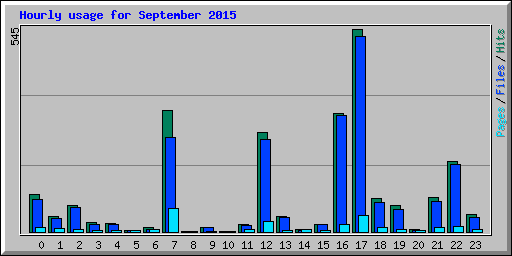 Hourly usage for September 2015
545
Pages/Files/Hits
0 1 2 3 4 5 6 7 8 9 10 11 12 13 14 15 16 17 18 19 20 21 22 23